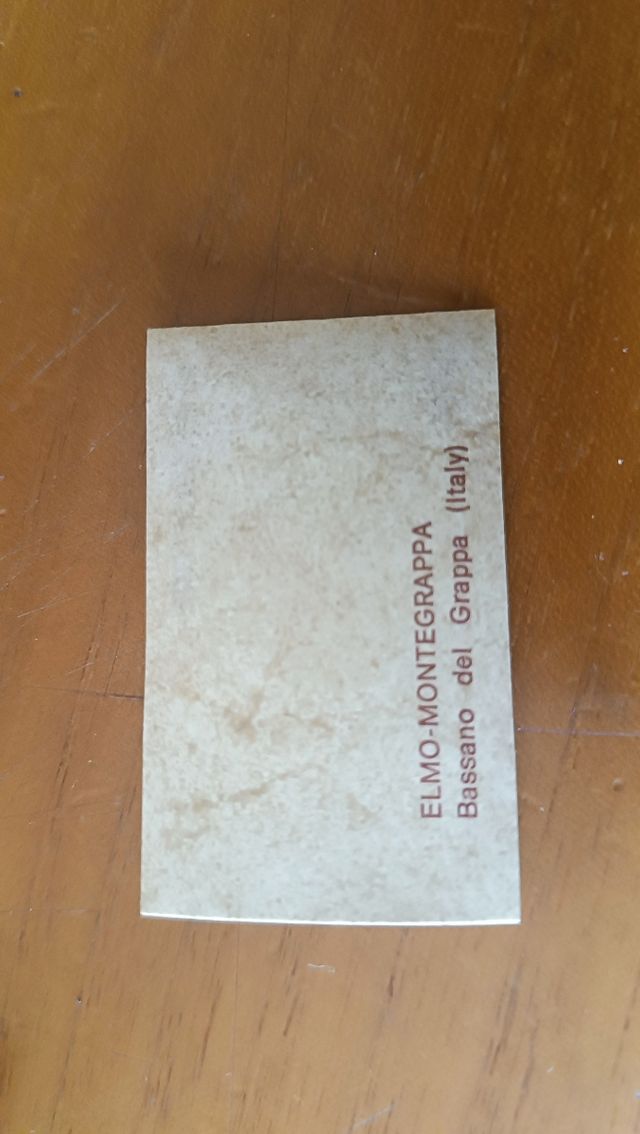 ELMO-MONTEGRAPPA
Bassano del Grappa (Italy)